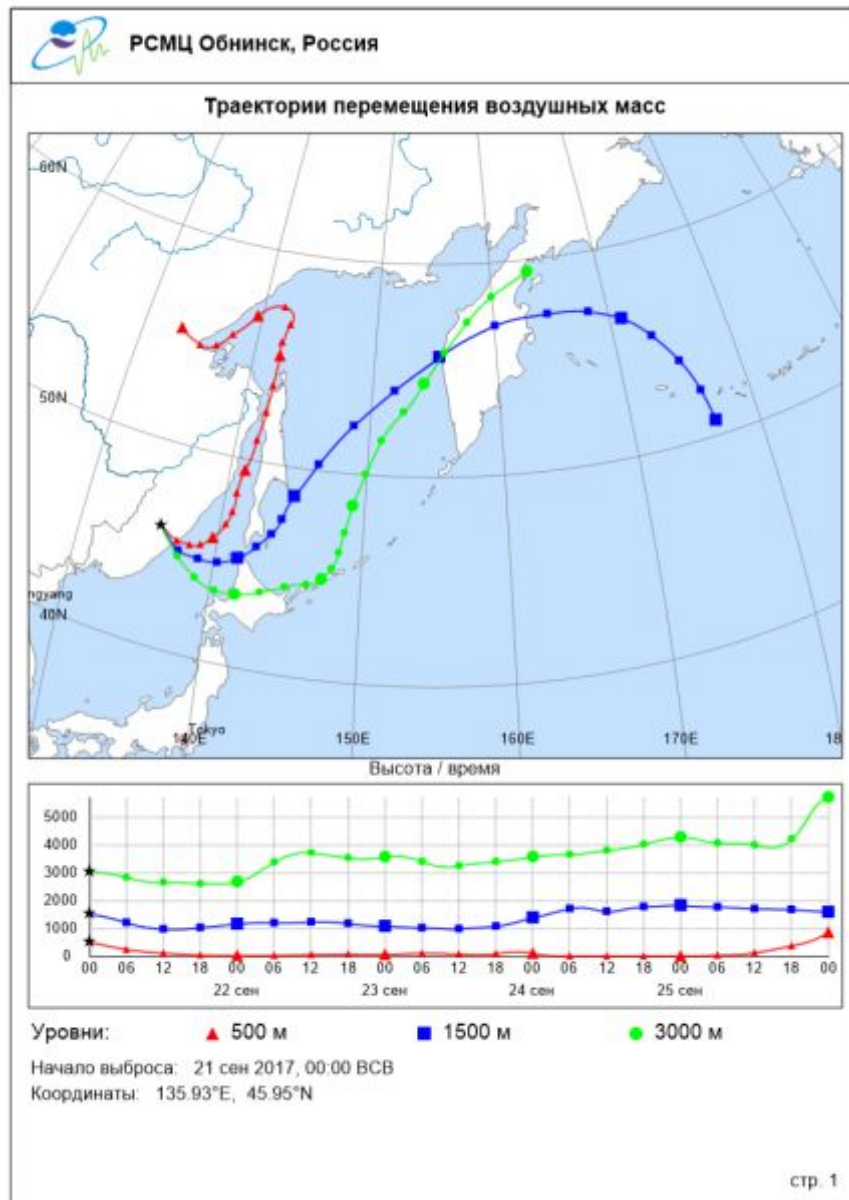 РСМЦ Обнинск, Россия
Траектории перемещения воздушных масс
60N
50N
ngyang
40N
Tokyo
140E 150E 160E 170E 18
Высота / время
5000
4000
3000
2000
1000
0
00 06 12 18 00 06 12 18 00 06 12 18 00 06 12 18 00 06 12 18 00
22 сен 23 сен 24 сен 25 сен
Уровни: 500 м 1500 м 3000 м
Начало выброса: 21 сен 2017, 00:00 ВСВ
Координаты: 135.93°E, 45.95°N
стр. 1